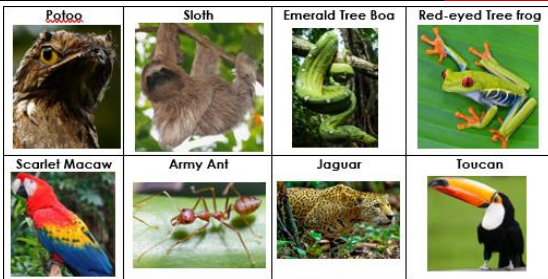 Potoo
Sloth
Emerald Tree Boa
Red-eyed Tree frog
Scarlet Macaw
Army Ant
Jaguar
Toucan